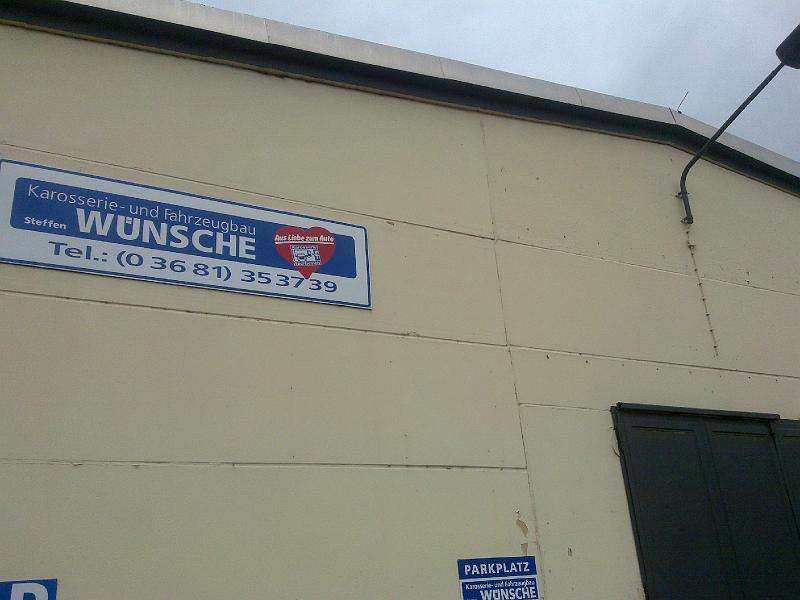 Karosserie- und Fahrzeugbau
Steffen WÜNSCHE
Aus Liebe zum Auto
Karosserie
Tel.: (0 36 81) 35 37 39
PARKPLATZ
Karosserie- und Fahrzeugbau
WÜNSCHE